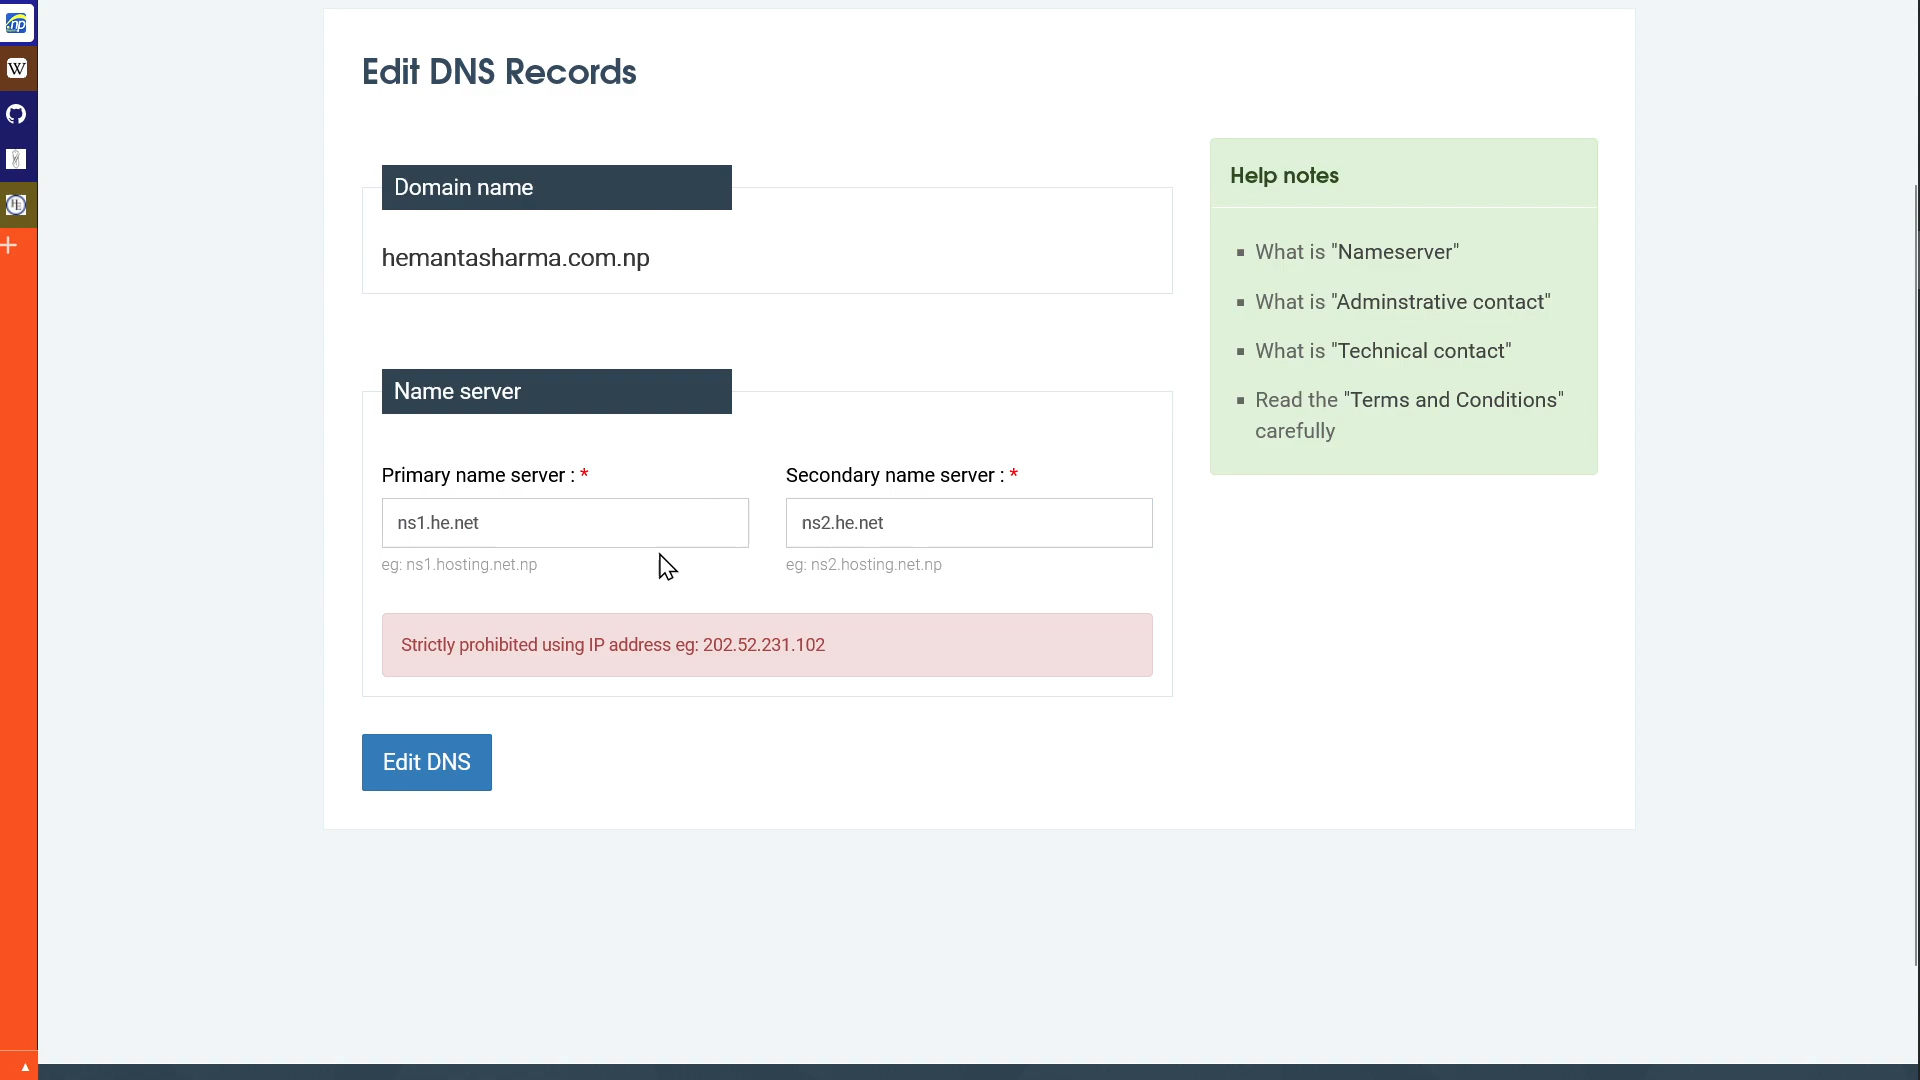 .np
W
HE
Edit DNS Records
Domain name
hemantasharma.com.np
Name server
Primary name server : *
Secondary name server : *
ns1.he.net
ns2.he.net
eg: ns1.hosting.net.np
eg: ns2.hosting.net.np
Strictly prohibited using IP address eg: 202.52.231.102
Edit DNS
Help notes
What is "Nameserver"
What is "Adminstrative contact"
What is "Technical contact"
Read the "Terms and Conditions"
carefully